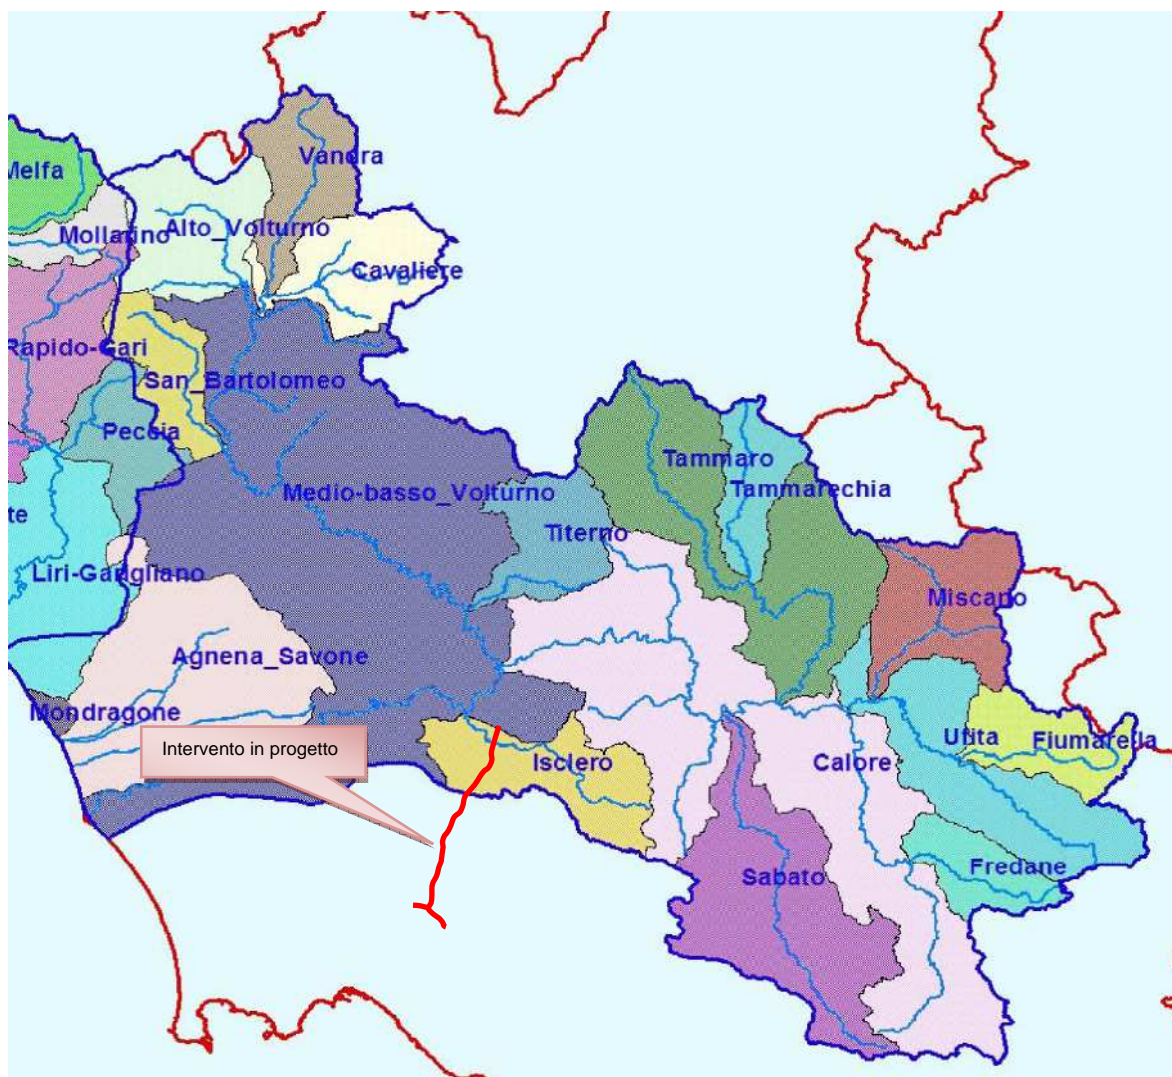 Vandra
Melfa
Mollarino
Alto_Volturno
Cavaliere
Rapido-Gari
San_Bartolomeo
Peccia
Tammaro
Tammarechia
Medio-basso_Volturno
te
Titerno
Liri-Garigliano
Miscano
Agnena_Savone
Mondragone
Ufita
Fiumarella
Intervento in progetto
Isclero
Calore
Fredane
Sabato